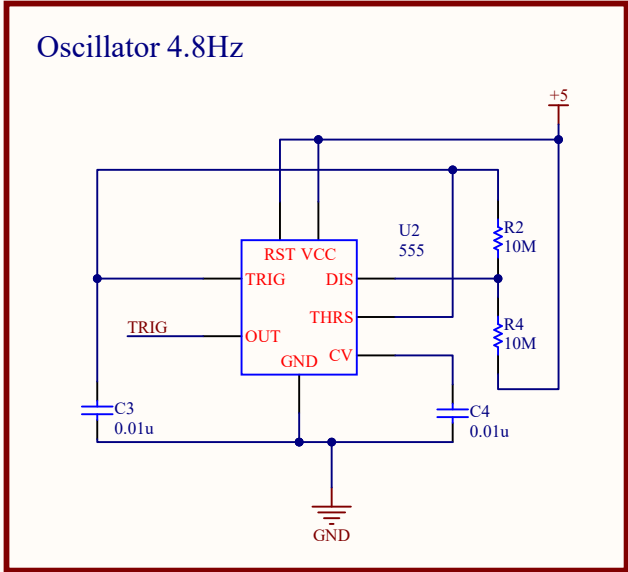 Oscillator 4.8Hz
+5
U2
555
R2
10M
RST VCC
TRIG
DIS
THRS
R4
10M
TRIG
OUT
GND
CV
C3
0.01u
C4
0.01u
GND